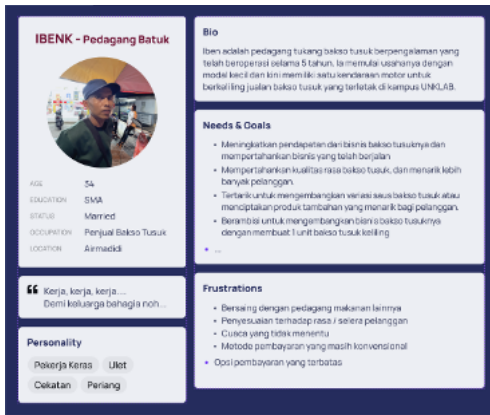 IBENK - Pedagang Batuk
AGE 34
EDUCATION SMA
STATUS Married
OCCUPATION Penjual Bakso Tusuk
LOCATION Airmadidi
Kerja, kerja, kerja....
Demi keluarga bahagia noh...
Personality
Pekerja Keras Ulet
Cekatan Periang
Bio
Iben adalah pedagang tukang bakso tusuk berpengalaman yang
telah beroperasi selama 5 tahun. Ia memulai usahanya dengan
modal kecil dan kini memiliki satu kendaraan motor untuk
berkeliling jualan bakso tusuk yang terletak di kampus UNKLAB.
Needs & Goals
• Meningkatkan pendapatan dari bisnis bakso tusuknya dan
mempertahankan bisnis yang telah berjalan
• Mempertahankan kualitas rasa bakso tusuk, dan menarik lebih
banyak pelanggan.
• Tertarik untuk mengembangkan variasi saus bakso tusuk atau
menciptakan produk tambahan yang menarik bagi pelanggan.
• Berambisi untuk mengembangkan bisnis bakso tusuknya
dengan membuat 1 unit bakso tusuk keliling
• ...
Frustrations
• Bersaing dengan pedagang makanan lainnya
• Penyesuaian terhadap rasa / selera pelanggan
• Cuaca yang tidak menentu
• Metode pembayaran yang masih konvensional
• Opsi pembayaran yang terbatas